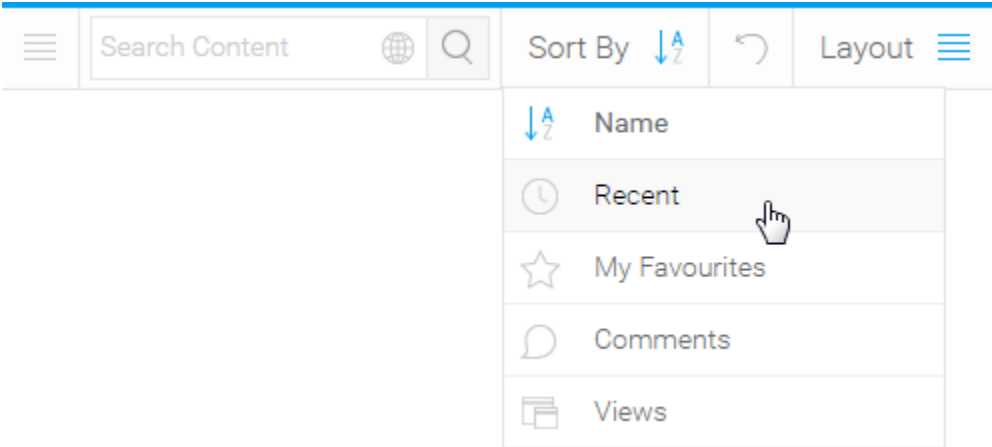 Search Content Sort By Layout
Name
Recent
My Favourites
Comments
Views